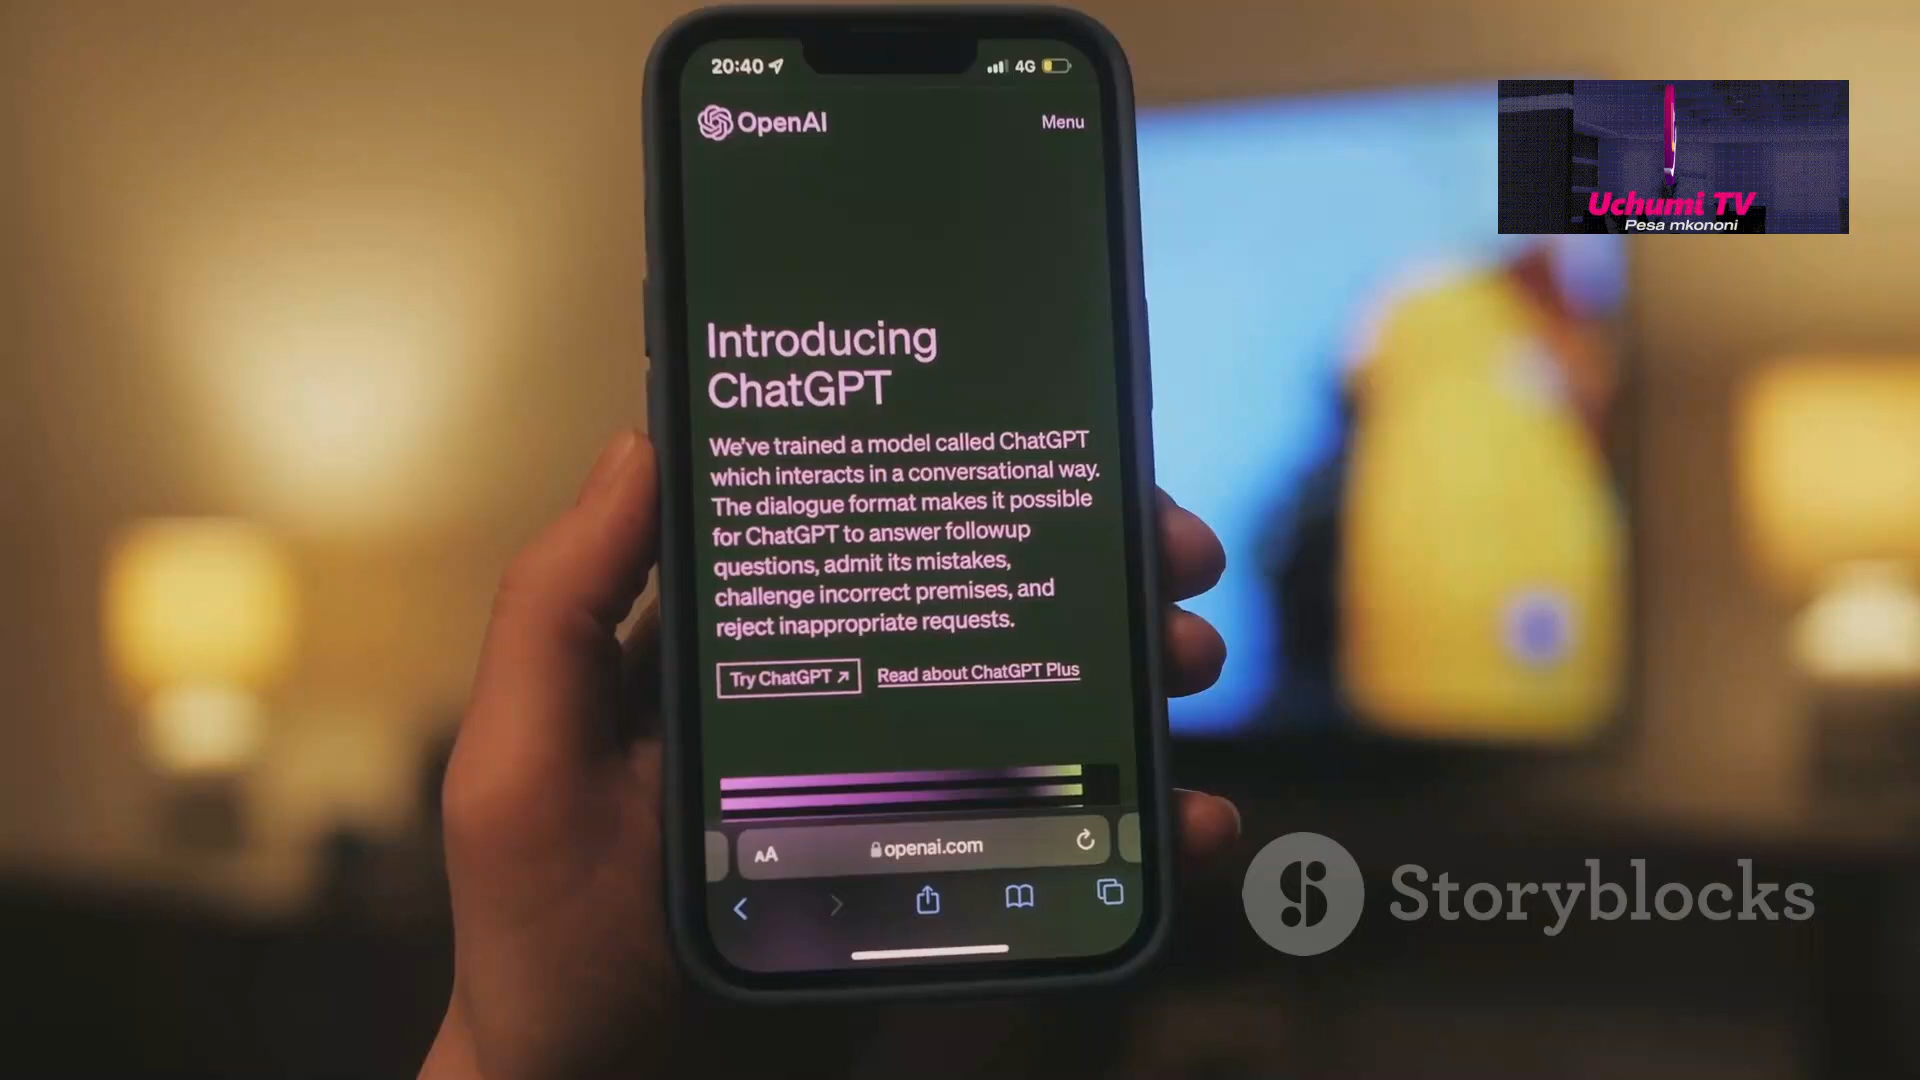 20:40
4G
OpenAI
Menu
Uchumi TV
Pesa mkononi
Introducing
ChatGPT
We've trained a model called ChatGPT
which interacts in a conversational way.
The dialogue format makes it possible
for ChatGPT to answer followup
questions, admit its mistakes,
challenge incorrect premises, and
reject inappropriate requests.
Try ChatGPT ↗
Read about ChatGPT Plus
AA
openai.com
Storyblocks